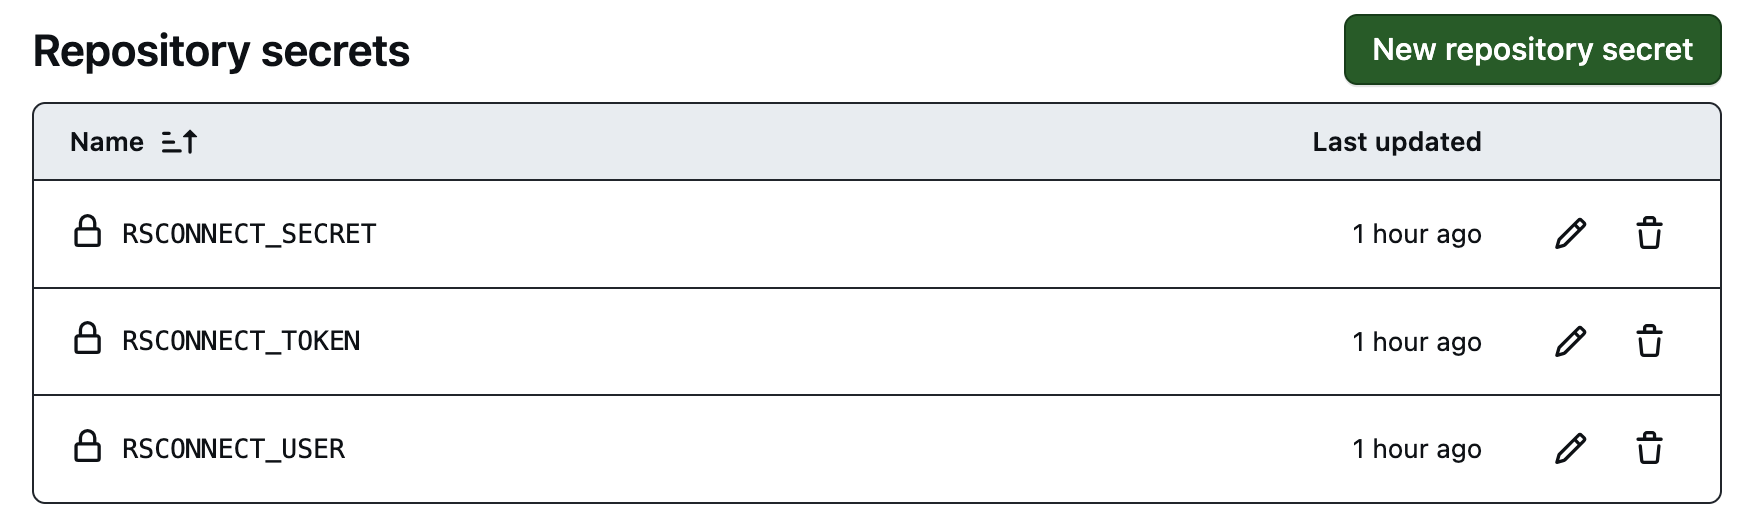 Repository secrets
New repository secret
Name
Last updated
RSCONNECT_SECRET
1 hour ago
RSCONNECT_TOKEN
1 hour ago
RSCONNECT_USER
1 hour ago